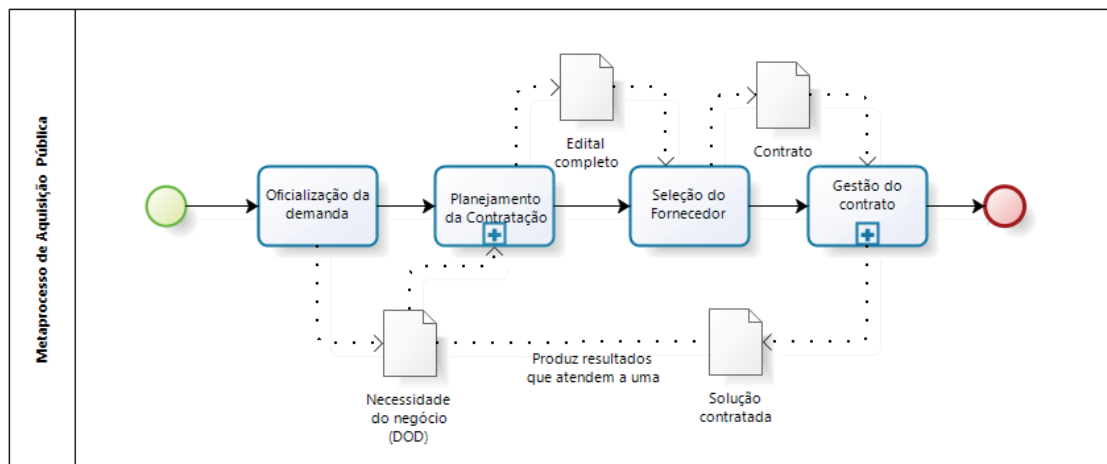 Metaprocesso de Aquisição Pública
Edital
completo
Contrato
Oficialização da
demanda
Planejamento
da Contratação
Seleção do
Fornecedor
Gestão do
contrato
Produz resultados
que atendem a uma
Necessidade
do negócio
(DOD)
Solução
contratada